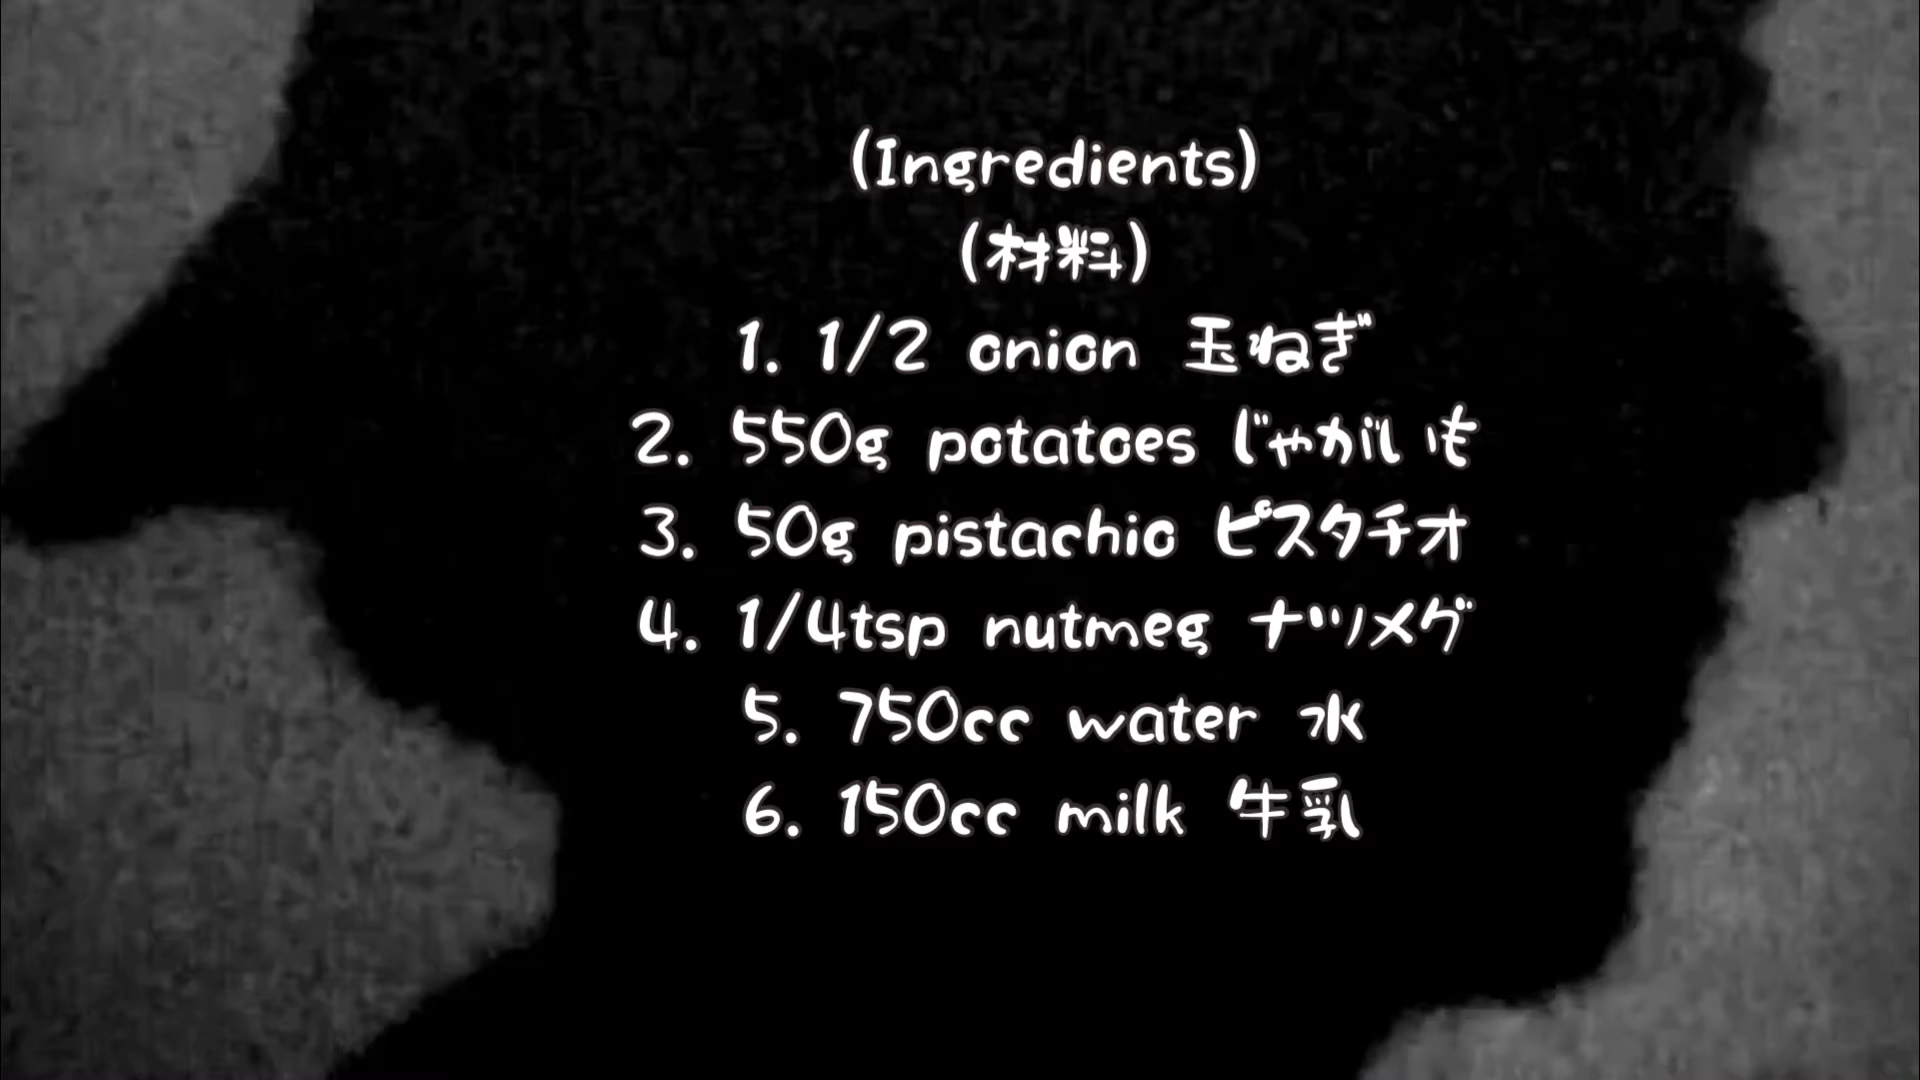 (Ingredients)
(材料)
1. 1/2 onion 玉ねぎ
2. 550g potatoes じゃがいも
3. 50g pistachio ピスタチオ
4. 1/4tsp nutmeg ナツメグ
5. 750cc water 水
6. 150cc milk 牛乳